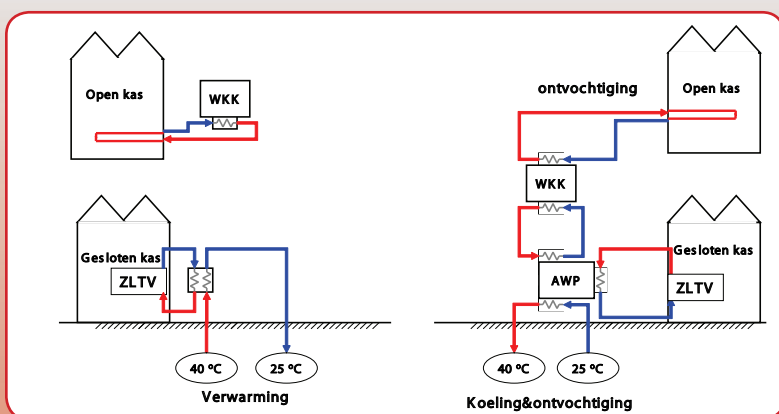 Open kas
WKK
Gesloten kas
ZLTV
40 ºC
25 ºC
Verwarming
ontvochtiging
Open kas
WKK
Gesloten kas
AWP
ZLTV
40 ºC
25 ºC
Koeling&ontvochtiging